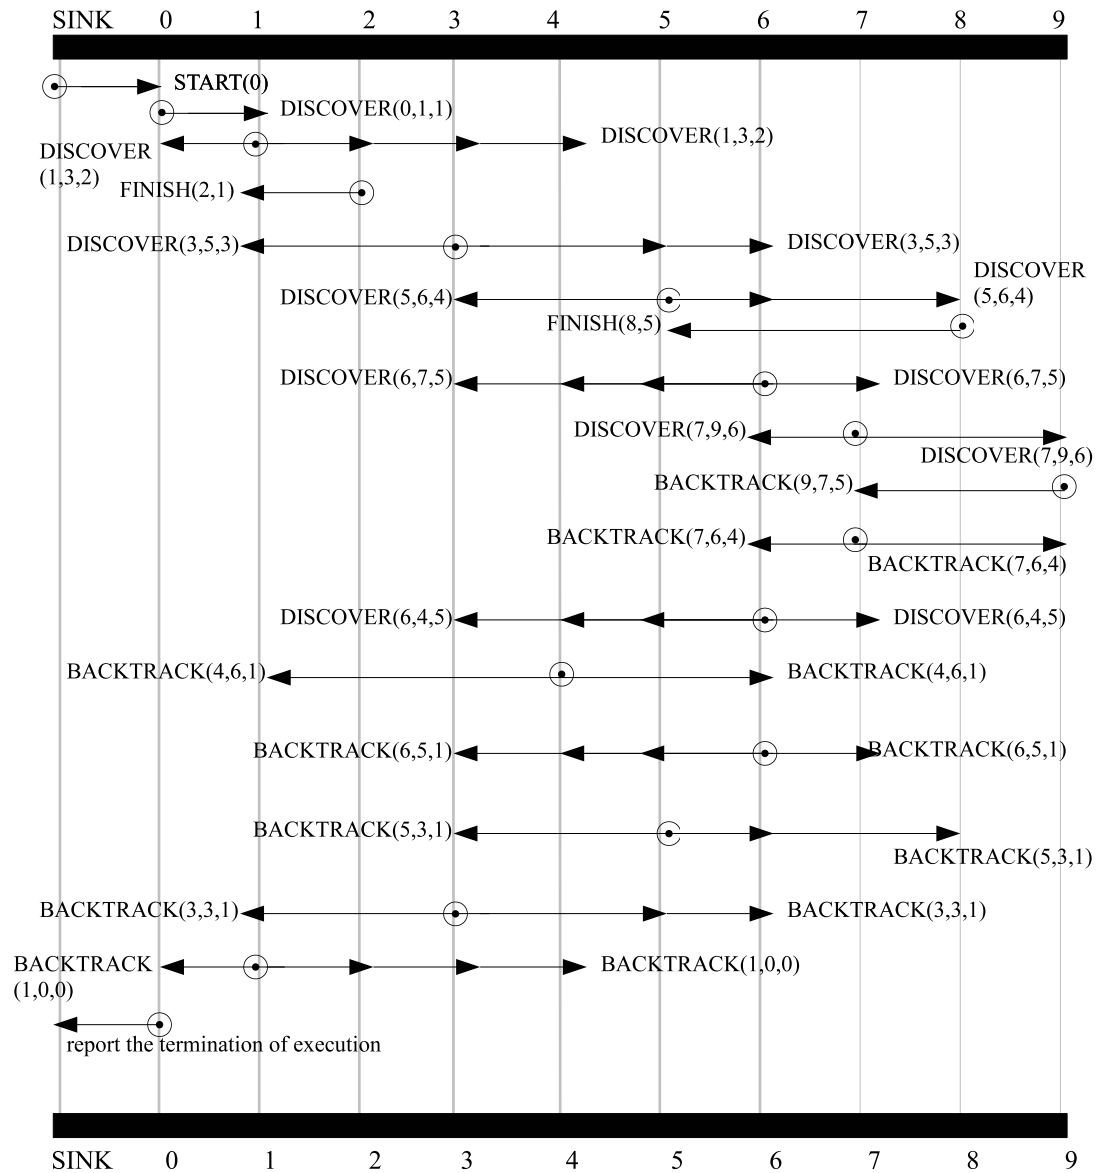 SINK 0 1 2 3 4 5 6 7 8 9
START(0)
DISCOVER(0,1,1)
DISCOVER(1,3,2)
DISCOVER
(1,3,2)
FINISH(2,1)
DISCOVER(3,5,3) DISCOVER(3,5,3)
DISCOVER
(5,6,4)
DISCOVER(5,6,4)
FINISH(8,5)
DISCOVER(6,7,5) DISCOVER(6,7,5)
DISCOVER(7,9,6)
DISCOVER(7,9,6)
BACKTRACK(9,7,5)
BACKTRACK(7,6,4)
BACKTRACK(7,6,4)
DISCOVER(6,4,5) DISCOVER(6,4,5)
BACKTRACK(4,6,1) BACKTRACK(4,6,1)
BACKTRACK(6,5,1) BACKTRACK(6,5,1)
BACKTRACK(5,3,1)
BACKTRACK(5,3,1)
BACKTRACK(3,3,1) BACKTRACK(3,3,1)
BACKTRACK
(1,0,0)
BACKTRACK(1,0,0)
report the termination of execution
SINK 0 1 2 3 4 5 6 7 8 9